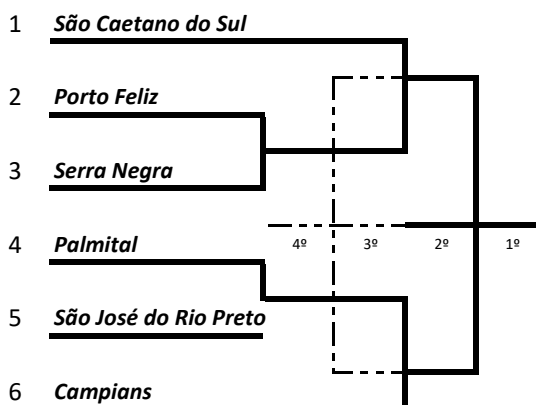 1 São Caetano do Sul
2 Porto Feliz
3 Serra Negra
4º 3º 2º 1º
4 Palmital
5 São José do Rio Preto
6 Campians